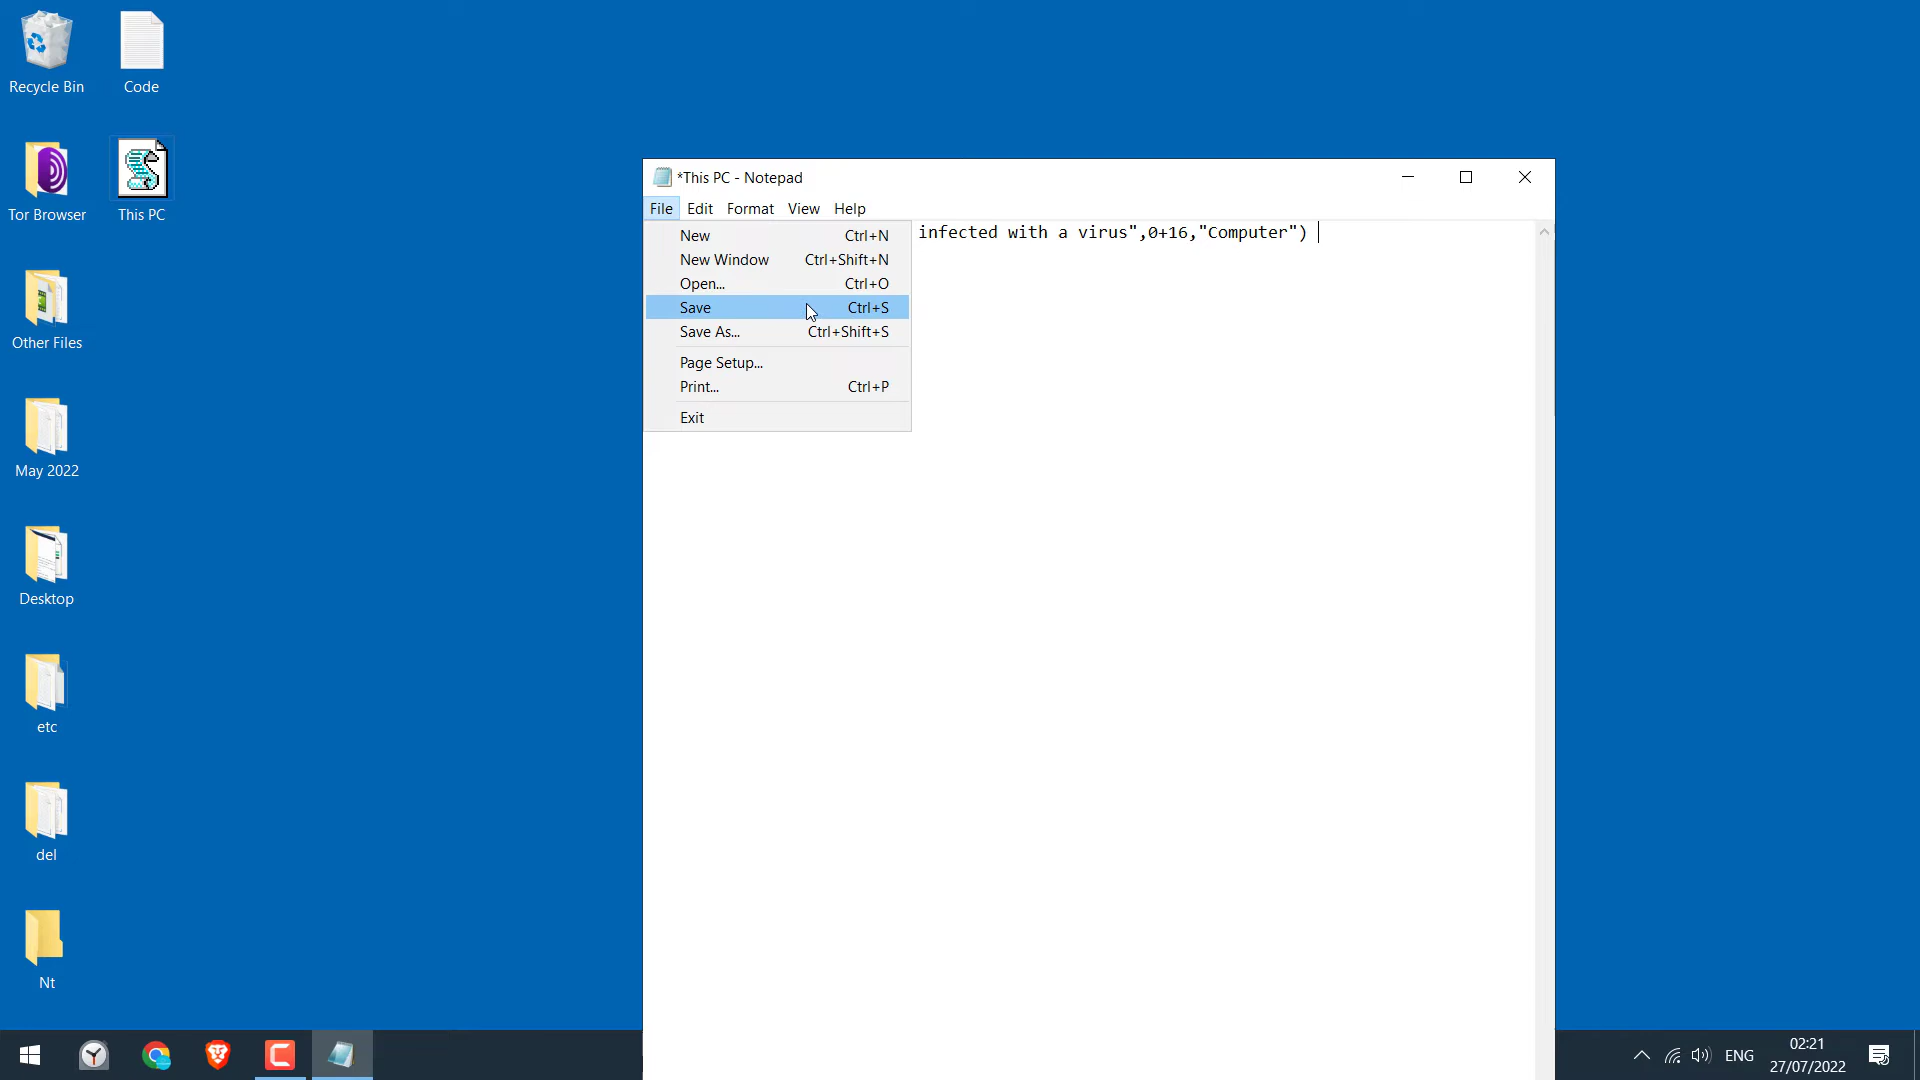 Recycle Bin
Code
Tor Browser
This PC
Other Files
May 2022
Desktop
etc
del
Nt
*This PC - Notepad
File Edit Format View Help
infected with a virus",0+16,"Computer")
New Ctrl+N
New Window Ctrl+Shift+N
Open... Ctrl+O
Save Ctrl+S
Save As... Ctrl+Shift+S
Page Setup...
Print... Ctrl+P
Exit
ENG
02:21
27/07/2022